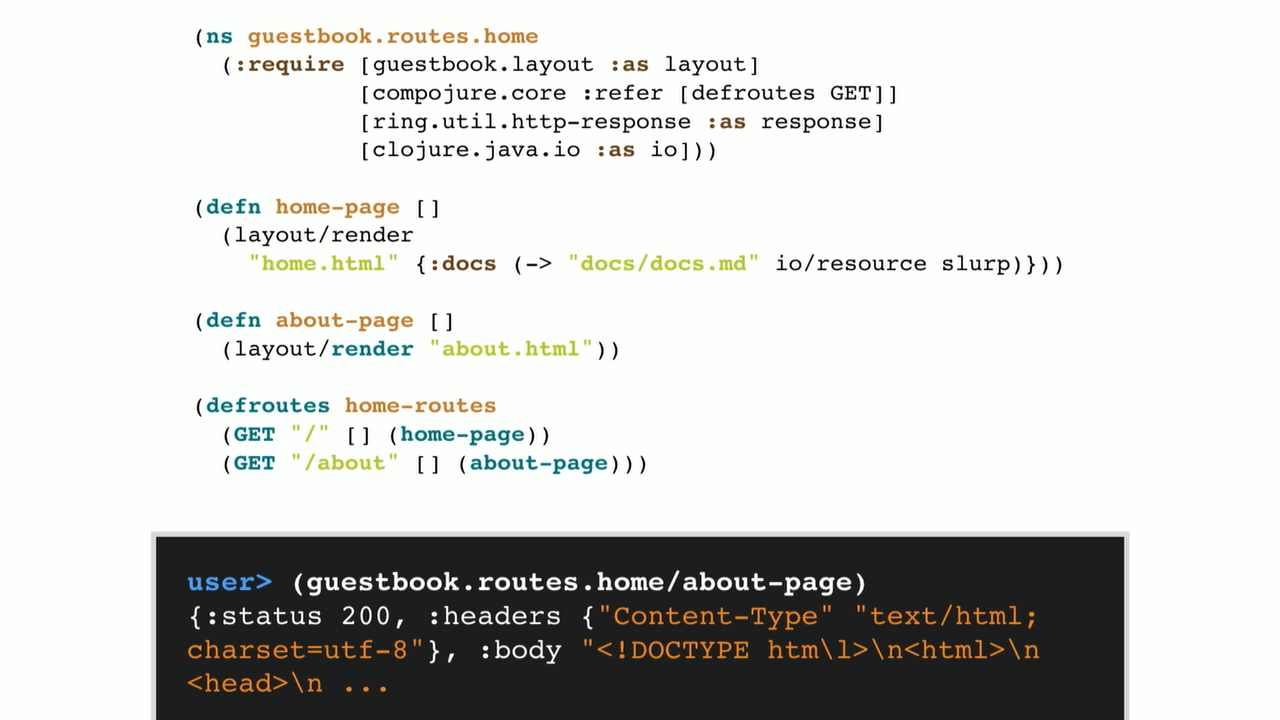 (ns guestbook.routes.home
  (:require [guestbook.layout :as layout]
            [compojure.core :refer [defroutes GET]]
            [ring.util.http-response :as response]
            [clojure.java.io :as io]))
(defn home-page []
  (layout/render
    "home.html" {:docs (-> "docs/docs.md" io/resource slurp)}))
(defn about-page []
  (layout/render "about.html"))
(defroutes home-routes
  (GET "/" [] (home-page))
  (GET "/about" [] (about-page)))
user> (guestbook.routes.home/about-page)
{:status 200, :headers {"Content-Type" "text/html;
charset=utf-8"}, :body "<!DOCTYPE htm\l>\n<html>\n
<head>\n ...